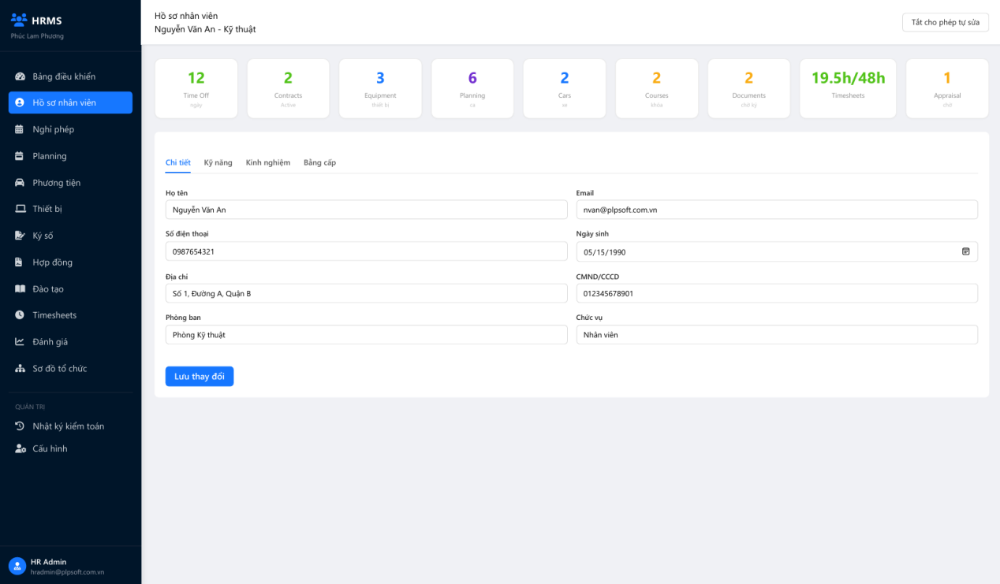 HRMS
Phúc Lam Phương
Bảng điều khiển
Hồ sơ nhân viên
Nghỉ phép
Planning
Phương tiện
Thiết bị
Ký số
Hợp đồng
Đào tạo
Timesheets
Đánh giá
Sơ đồ tổ chức
QUẢN TRỊ
Nhật ký kiểm toán
Cấu hình
HR Admin
hradmin@plpsoft.com.vn
Hồ sơ nhân viên
Nguyễn Văn An - Kỹ thuật
Tắt cho phép tự sửa
12
Time Off
ngày
2
Contracts
Active
3
Equipment
thiết bị
6
Planning
ca
2
Cars
xe
2
Courses
khóa
2
Documents
chờ ký
19.5h/48h
Timesheets
1
Appraisal
chờ
Chi tiết Kỹ năng Kinh nghiệm Bằng cấp
Họ tên
Nguyễn Văn An
Email
nvan@plpsoft.com.vn
Số điện thoại
0987654321
Ngày sinh
05/15/1990
Địa chỉ
Số 1, Đường A, Quận B
CMND/CCCD
012345678901
Phòng ban
Phòng Kỹ thuật
Chức vụ
Nhân viên
Lưu thay đổi